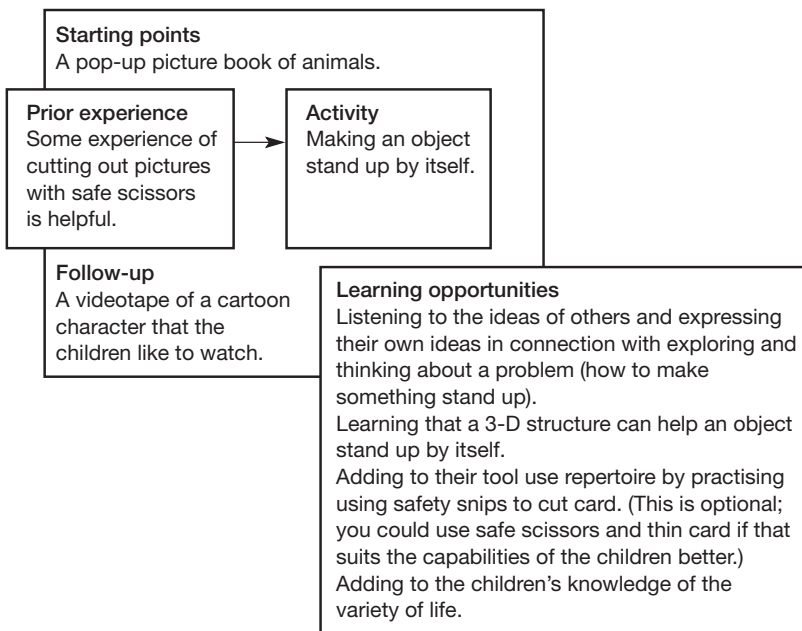 Starting points
A pop-up picture book of animals.
Prior experience
Some experience of
cutting out pictures
with safe scissors
is helpful.
Activity
Making an object
stand up by itself.
Follow-up
A videotape of a cartoon
character that the
children like to watch.
Learning opportunities
Listening to the ideas of others and expressing
their own ideas in connection with exploring and
thinking about a problem (how to make
something stand up).
Learning that a 3-D structure can help an object
stand up by itself.
Adding to their tool use repertoire by practising
using safety snips to cut card. (This is optional;
you could use safe scissors and thin card if that
suits the capabilities of the children better.)
Adding to the children’s knowledge of the
variety of life.